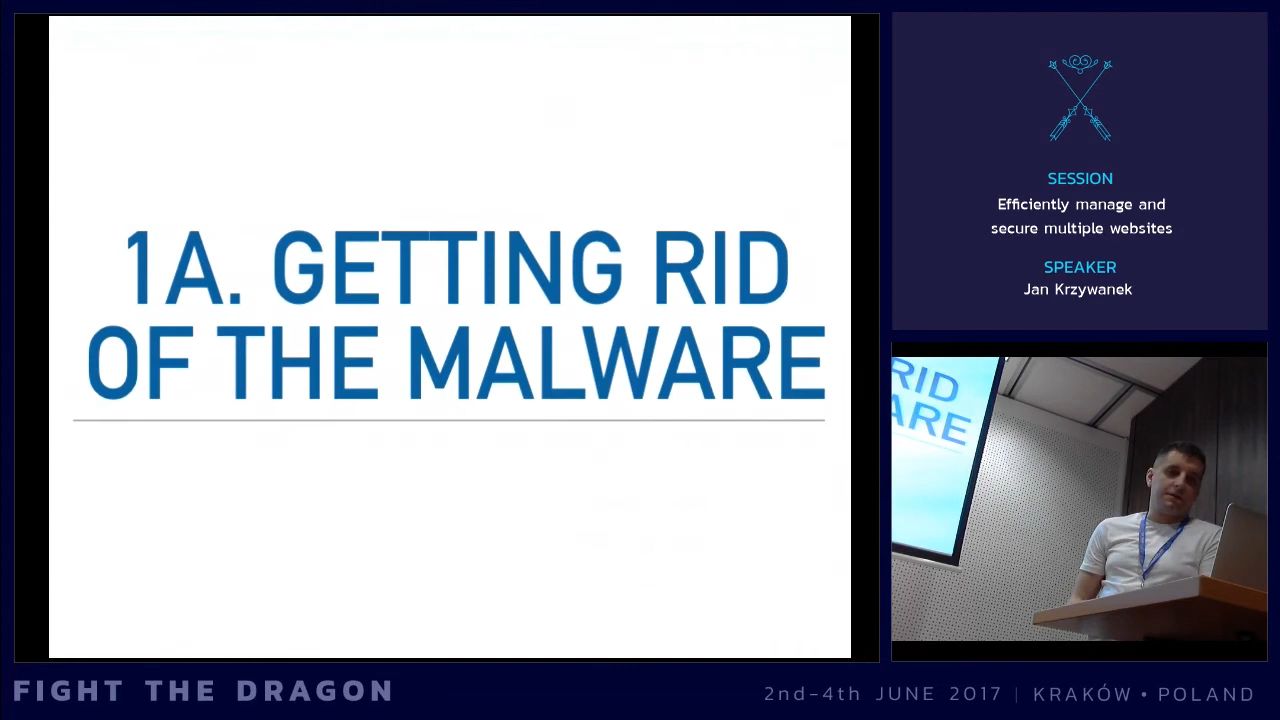 1A. GETTING RID
OF THE MALWARE
SESSION
Efficiently manage and
secure multiple websites
SPEAKER
Jan Krzywanek
RID
ARE
FIGHT THE DRAGON
2nd-4th JUNE 2017 | KRAKÓW • POLAND